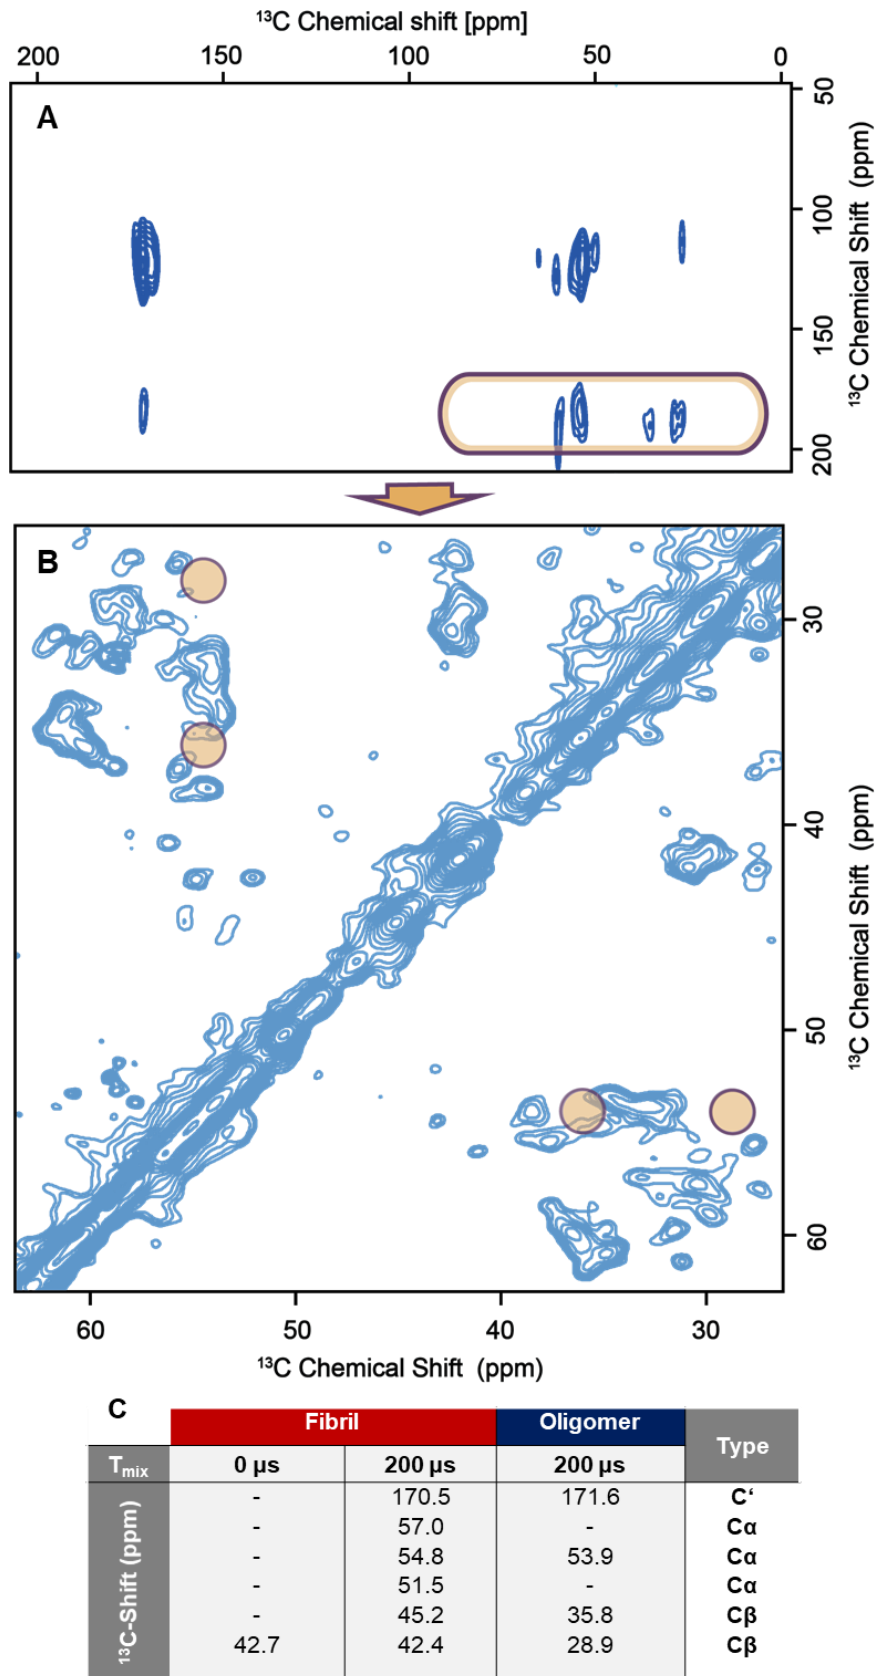 ¹³C Chemical shift [ppm]
200 150 100 50 0
A
50
100
150
200
¹³C Chemical Shift (ppm)
B
30
40
50
60
¹³C Chemical Shift (ppm)
60 50 40 30
¹³C Chemical Shift (ppm)
C
Fibril Oligomer Type
Tmix 0 µs 200 µs 200 µs
¹³C-Shift (ppm)
- 170.5 171.6 C‘
- 57.0 - Cα
- 54.8 53.9 Cα
- 51.5 - Cα
- 45.2 35.8 Cβ
42.7 42.4 28.9 Cβ